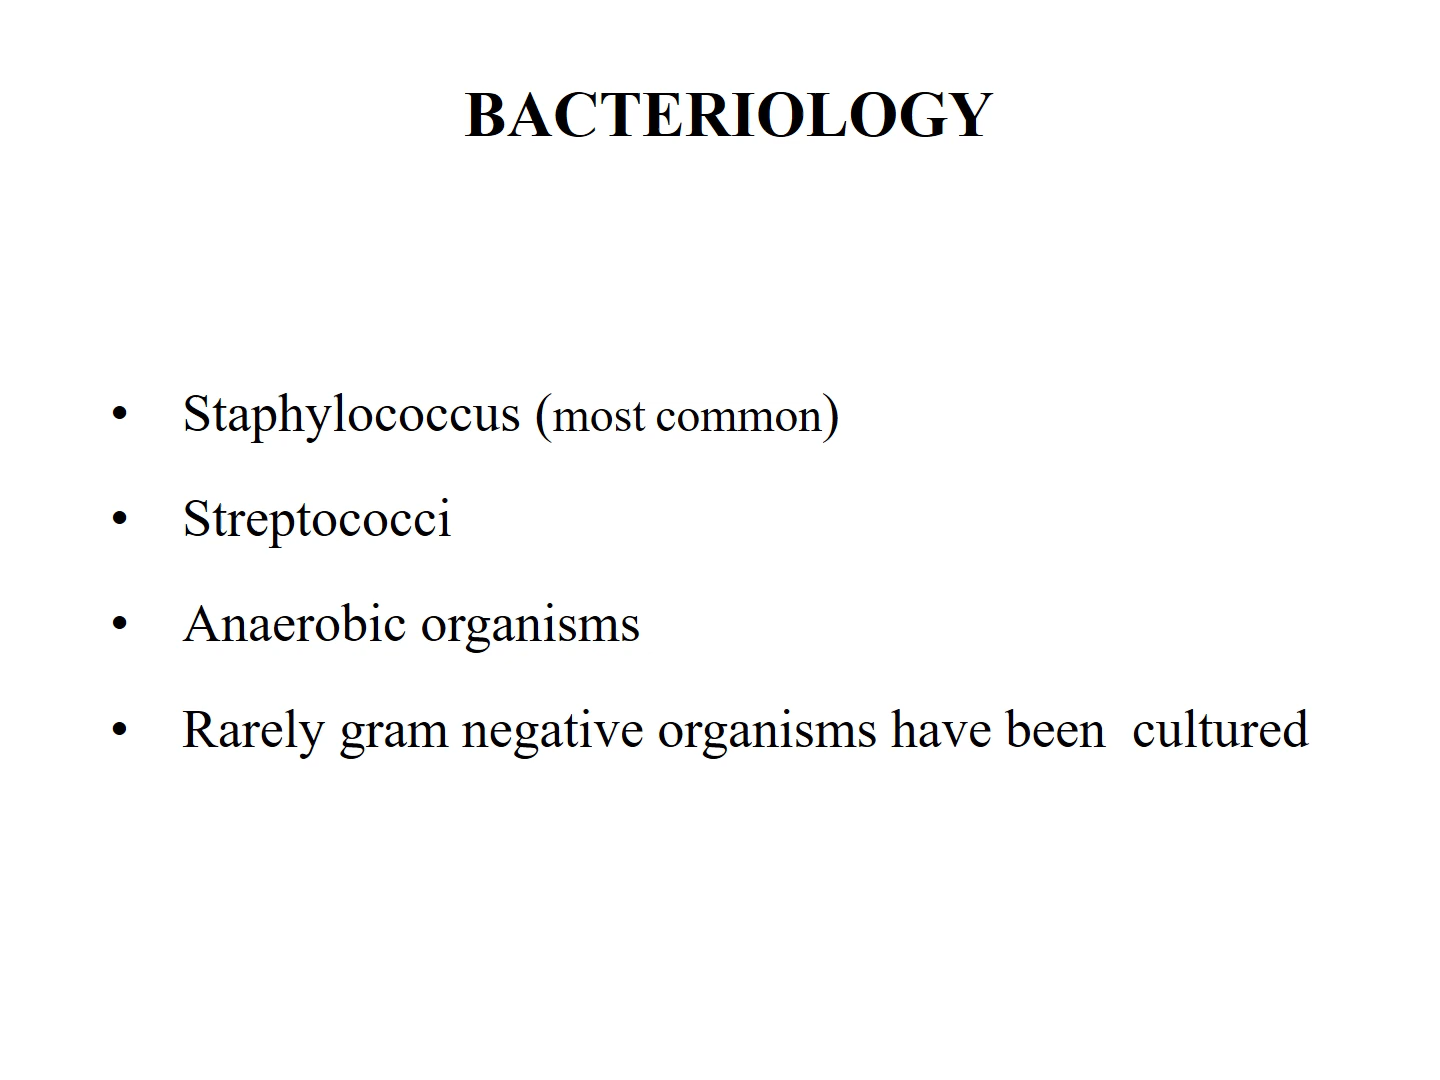 BACTERIOLOGY
• Staphylococcus (most common)
• Streptococci
• Anaerobic organisms
• Rarely gram negative organisms have been  cultured